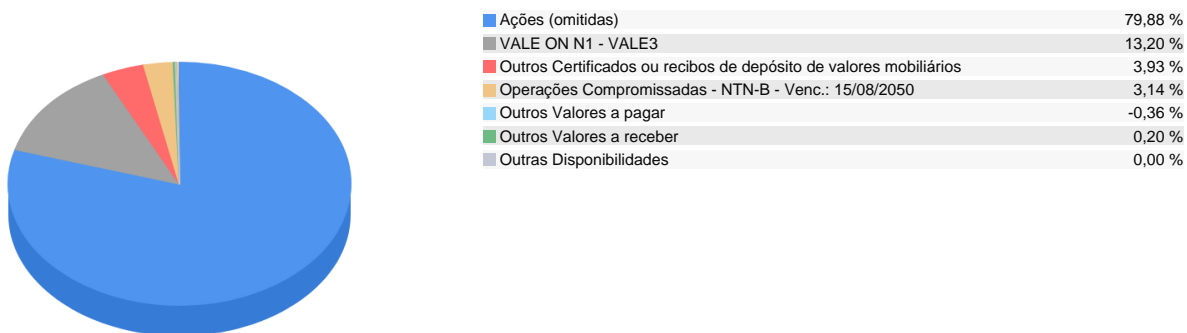 Ações (omitidas) 79,88 %
VALE ON N1 - VALE3 13,20 %
Outros Certificados ou recibos de depósito de valores mobiliários 3,93 %
Operações Compromissadas - NTN-B - Venc.: 15/08/2050 3,14 %
Outros Valores a pagar -0,36 %
Outros Valores a receber 0,20 %
Outras Disponibilidades 0,00 %